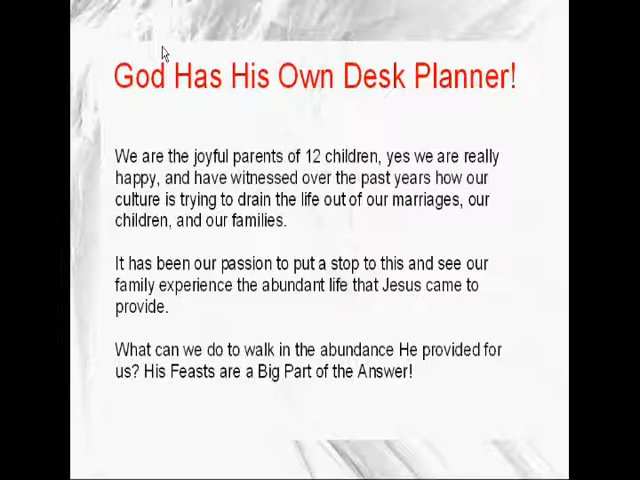 God Has His Own Desk Planner!
We are the joyful parents of 12 children, yes we are really
happy, and have witnessed over the past years how our
culture is trying to drain the life out of our marriages, our
children, and our families.
It has been our passion to put a stop to this and see our
family experience the abundant life that Jesus came to
provide.
What can we do to walk in the abundance He provided for
us? His Feasts are a Big Part of the Answer!